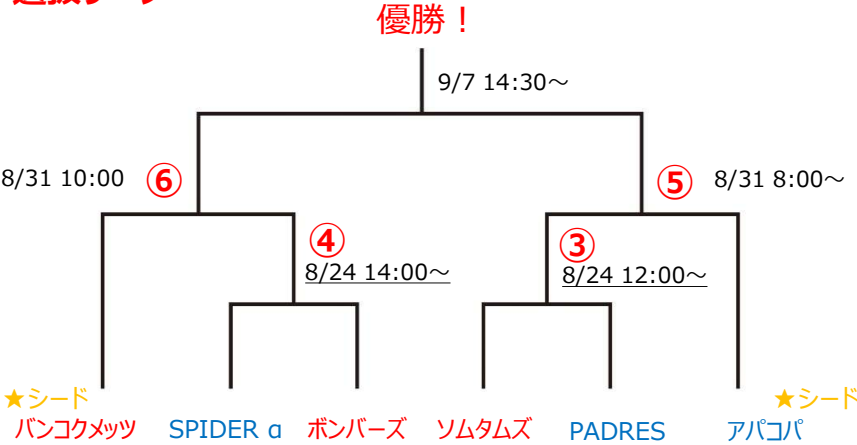 優勝！
9/7 14:30～
8/31 10:00 ⑥
⑤ 8/31 8:00～
④
8/24 14:00～
③
8/24 12:00～
★シード
★シード
バンコクメッツ SPIDER α ボンバーズ ソムタムズ PADRES アパコパ